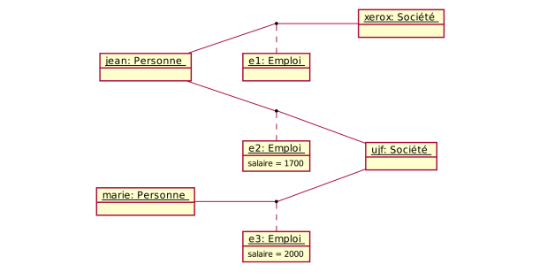 xerox: Société
jean: Personne
e1: Emploi
e2: Emploi
salaire = 1700
ujf: Société
marie: Personne
e3: Emploi
salaire = 2000